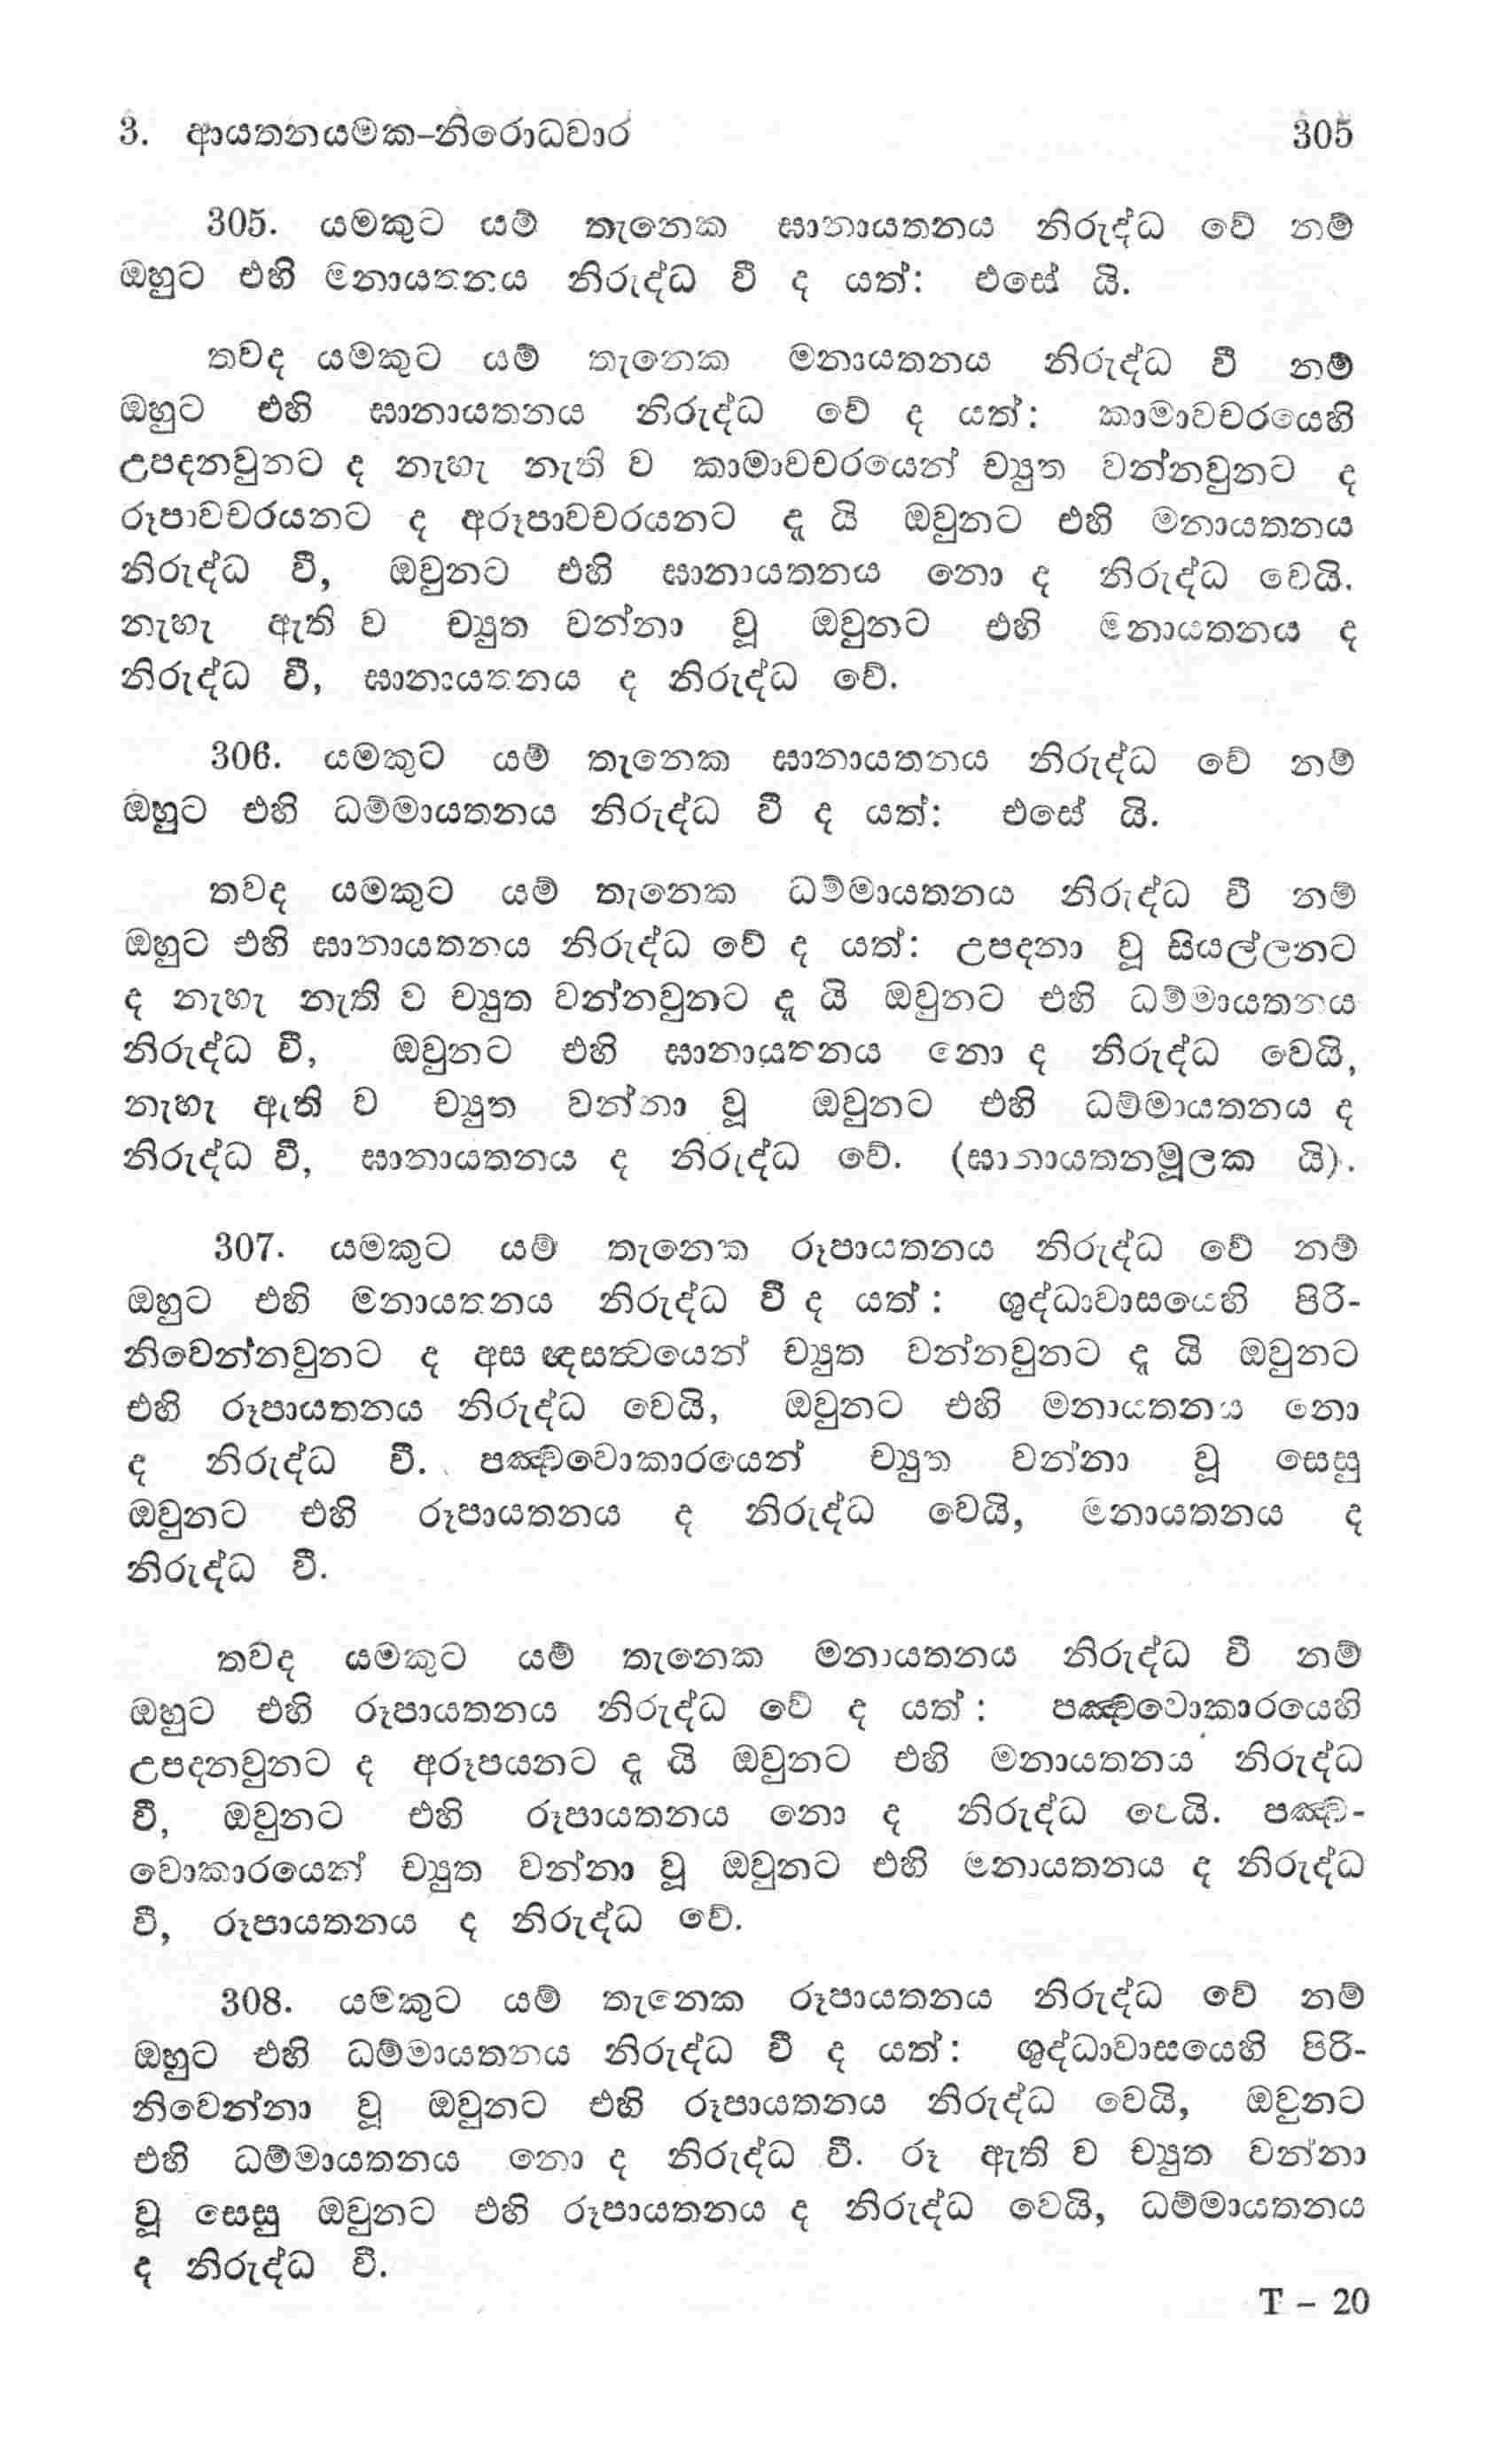 3. ආයතනයමක–නිරොධවාර 305
305. යමකුට යම් තැනෙක ඝානායතනය නිරුද්ධ වේ නම්
ඔහුට එහි මනායතනය නිරුද්ධ වී ද යත්: එසේ යි.
තවද යමකුට යම් තැනෙක මනායතනය නිරුද්ධ වී නම්
ඔහුට එහි ඝානායතනය නිරුද්ධ වේ ද යත්: කාමාවචරයෙහි
උපදනවුනට ද නැහැ නැති ව කාමාවචරයෙන් ච්‍යුත වන්නවුනට ද
රූපාවචරයනට ද අරූපාවචරයනට දැ යි ඔවුනට එහි මනායතනය
නිරුද්ධ වී, ඔවුනට එහි ඝානායතනය නො ද නිරුද්ධ වෙයි.
නැහැ ඇති ව ච්‍යුත වන්නා වූ ඔවුනට එහි මනායතනය ද
නිරුද්ධ වී, ඝානායතනය ද නිරුද්ධ වේ.
306. යමකුට යම් තැනෙක ඝානායතනය නිරුද්ධ වේ නම්
ඔහුට එහි ධම්මායතනය නිරුද්ධ වී ද යත්: එසේ යි.
තවද යමකුට යම් තැනෙක ධම්මායතනය නිරුද්ධ වී නම්
ඔහුට එහි ඝානායතනය නිරුද්ධ වේ ද යත්: උපදනා වූ සියල්ලනට
ද නැහැ නැති ව ච්‍යුත වන්නවුනට දැ යි ඔවුනට එහි ධම්මායතනය
නිරුද්ධ වී, ඔවුනට එහි ඝානායතනය නො ද නිරුද්ධ වෙයි,
නැහැ ඇති ව ච්‍යුත වන්නා වූ ඔවුනට එහි ධම්මායතනය ද
නිරුද්ධ වී, ඝානායතනය ද නිරුද්ධ වේ. (ඝානායතනමූලක යි).
307. යමකුට යම් තැනෙක රූපායතනය නිරුද්ධ වේ නම්
ඔහුට එහි මනායතනය නිරුද්ධ වී ද යත් : ශුද්ධාවාසයෙහි පිරි-
නිවෙන්නවුනට ද අසඤ්ඤසත්‍වයෙන් ච්‍යුත වන්නවුනට දැ යි ඔවුනට
එහි රූපායතනය නිරුද්ධ වෙයි, ඔවුනට එහි මනායතනය නො
ද නිරුද්ධ වී. පඤ්චවොකාරයෙන් ච්‍යුත වන්නා වූ සෙසු
ඔවුනට එහි රූපායතනය ද නිරුද්ධ වෙයි, මනායතනය ද
නිරුද්ධ වී.
තවද යමකුට යම් තැනෙක මනායතනය නිරුද්ධ වී නම්
ඔහුට එහි රූපායතනය නිරුද්ධ වේ ද යත් : පඤ්චවොකාරයෙහි
උපදනවුනට ද අරූපයනට දැ යි ඔවුනට එහි මනායතනය නිරුද්ධ
වී, ඔවුනට එහි රූපායතනය නො ද නිරුද්ධ වෙයි. පඤ්ච-
වොකාරයෙන් ච්‍යුත වන්නා වූ ඔවුනට එහි මනායතනය ද නිරුද්ධ
වී, රූපායතනය ද නිරුද්ධ වේ.
308. යමකුට යම් තැනෙක රූපායතනය නිරුද්ධ වේ නම්
ඔහුට එහි ධම්මායතනය නිරුද්ධ වී ද යත්: ශුද්ධාවාසයෙහි පිරි-
නිවෙන්නා වූ ඔවුනට එහි රූපායතනය නිරුද්ධ වෙයි, ඔවුනට
එහි ධම්මායතනය නො ද නිරුද්ධ වී. රූ ඇති ව ච්‍යුත වන්නා
වූ සෙසු ඔවුනට එහි රූපායතනය ද නිරුද්ධ වෙයි, ධම්මායතනය
ද නිරුද්ධ වී.
T – 20